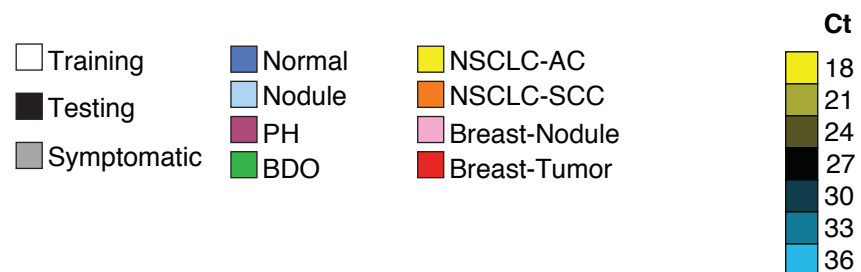 Ct
Training
Testing
Symptomatic
Normal
Nodule
PH
BDO
NSCLC-AC
NSCLC-SCC
Breast-Nodule
Breast-Tumor
18
21
24
27
30
33
36